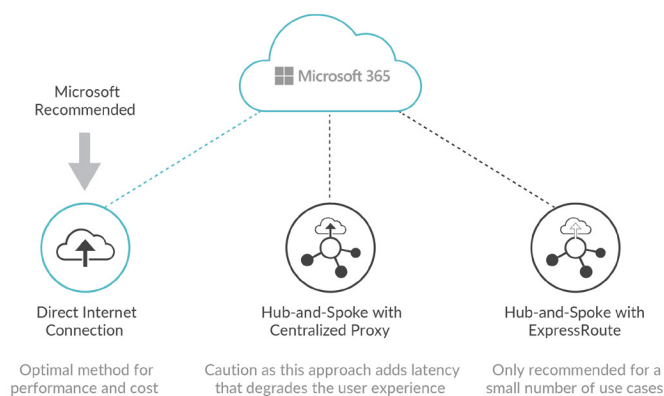 Microsoft 365
Microsoft
Recommended
Direct Internet
Connection
Optimal method for
performance and cost
Hub-and-Spoke with
Centralized Proxy
Caution as this approach adds latency
that degrades the user experience
Hub-and-Spoke with
ExpressRoute
Only recommended for a
small number of use cases